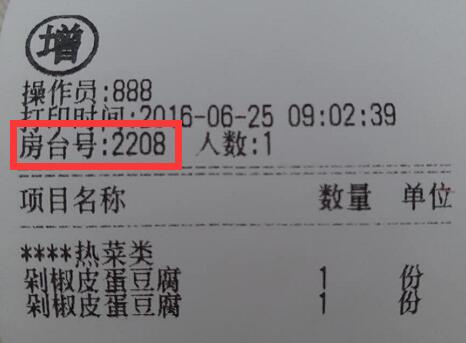 增
操作员:888
打印时间:2016-06-25 09:02:39
房台号:2208 人数:1
项目名称 数量 单位
****热菜类
剁椒皮蛋豆腐 1 份
剁椒皮蛋豆腐 1 份